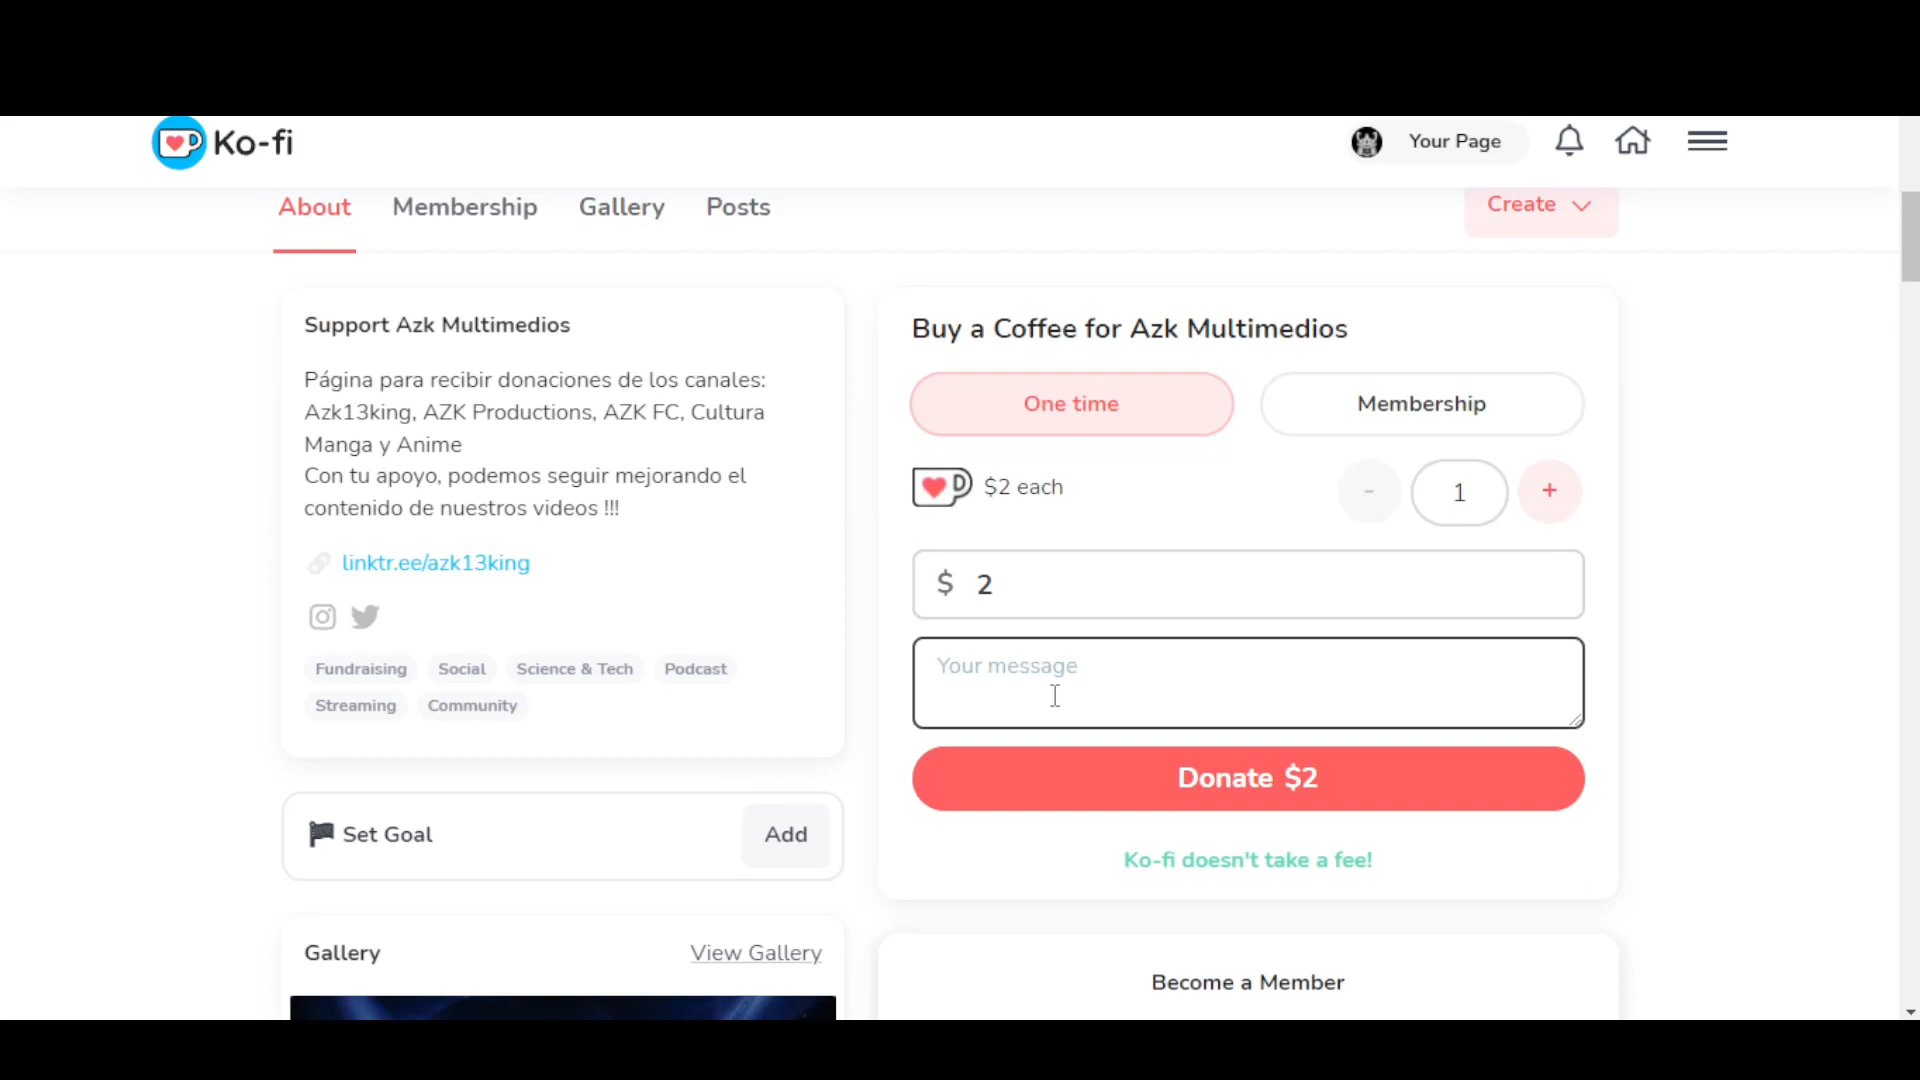 Ko-fi
Your Page
About
Membership
Gallery
Posts
Create
Support Azk Multimedios
Página para recibir donaciones de los canales:
Azk13king, AZK Productions, AZK FC, Cultura
Manga y Anime
Con tu apoyo, podemos seguir mejorando el
contenido de nuestros videos !!!
linktr.ee/azk13king
Fundraising
Social
Science & Tech
Podcast
Streaming
Community
Set Goal
Add
Gallery
View Gallery
Buy a Coffee for Azk Multimedios
One time
Membership
$2 each
- 1 +
$ 2
Your message
Donate $2
Ko-fi doesn't take a fee!
Become a Member